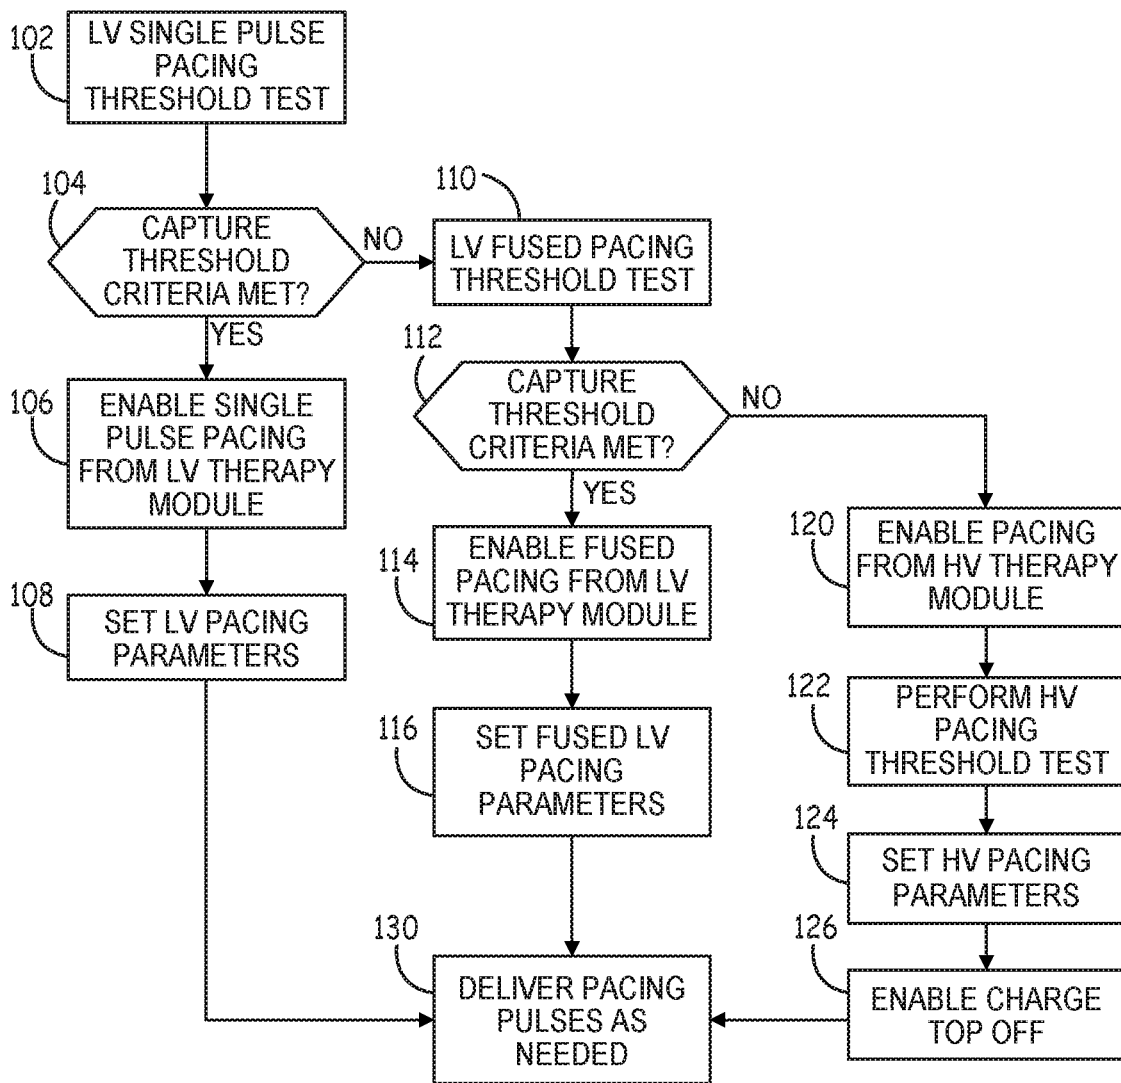 102
LV SINGLE PULSE
PACING
THRESHOLD TEST
104
CAPTURE
THRESHOLD
CRITERIA MET?
NO
YES
106
ENABLE SINGLE
PULSE PACING
FROM LV THERAPY
MODULE
108
SET LV PACING
PARAMETERS
110
LV FUSED PACING
THRESHOLD TEST
112
CAPTURE
THRESHOLD
CRITERIA MET?
NO
YES
114
ENABLE FUSED
PACING FROM LV
THERAPY MODULE
116
SET FUSED LV
PACING
PARAMETERS
120
ENABLE PACING
FROM HV THERAPY
MODULE
122
PERFORM HV
PACING
THRESHOLD TEST
124
SET HV PACING
PARAMETERS
126
ENABLE CHARGE
TOP OFF
130
DELIVER PACING
PULSES AS
NEEDED